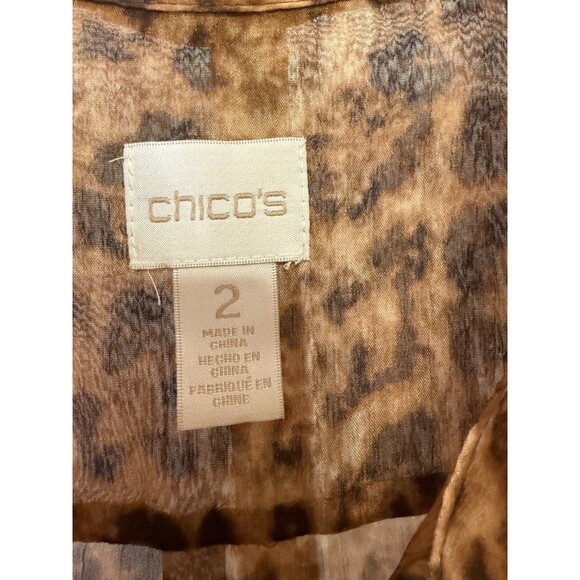 chico's
2
MADE IN
CHINA
HECHO EN
CHINA
FABRIQUÉ EN
CHINE